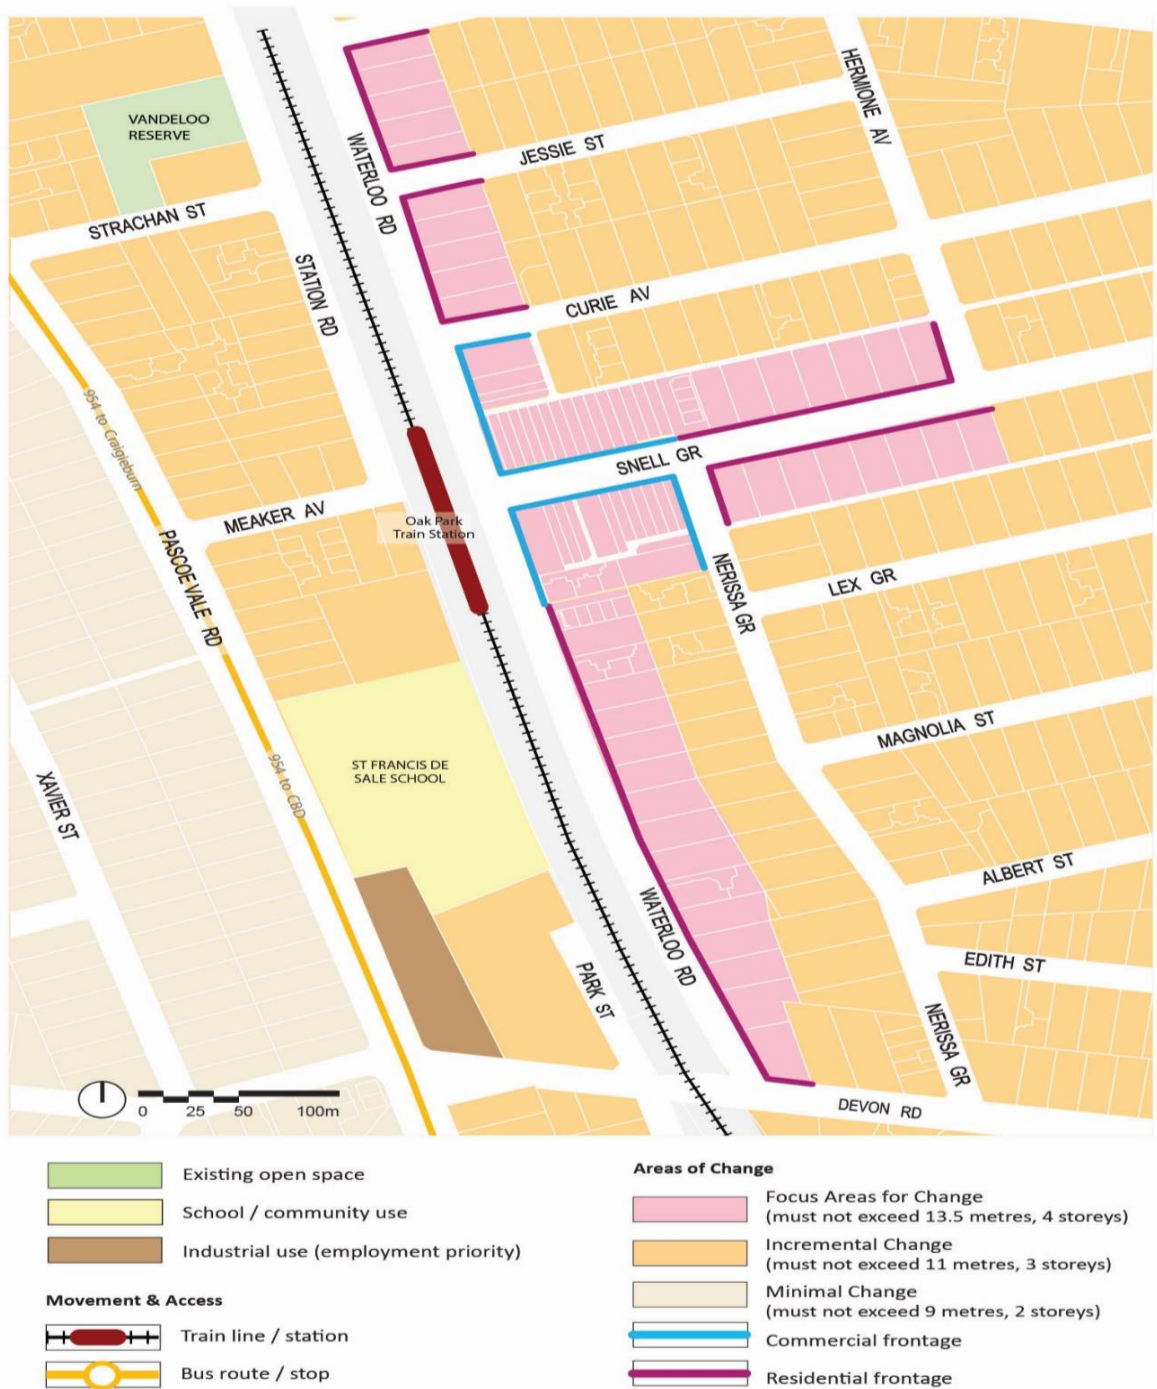 VANDELOO
RESERVE
HERMIONE AV
WATERLOO RD
JESSIE ST
STRACHAN ST
STATION RD
CURIE AV
954 to Craigieburn
SNELL GR
MEAKER AV
Oak Park
Train Station
PASCOE VALE RD
NERISSA GR
LEX GR
MAGNOLIA ST
954 to CBD
ST FRANCIS DE
SALE SCHOOL
XAVIER ST
ALBERT ST
WATERLOO RD
EDITH ST
PARK ST
NERISSA GR
0 25 50 100m
DEVON RD
Existing open space
School / community use
Industrial use (employment priority)
Movement & Access
Train line / station
Bus route / stop
Areas of Change
Focus Areas for Change
(must not exceed 13.5 metres, 4 storeys)
Incremental Change
(must not exceed 11 metres, 3 storeys)
Minimal Change
(must not exceed 9 metres, 2 storeys)
Commercial frontage
Residential frontage